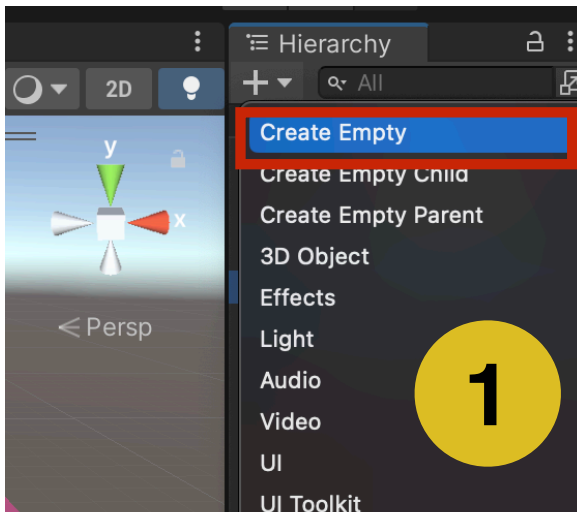 Hierarchy
2D
All
Create Empty
y
Create Empty Child
Create Empty Parent
x
3D Object
Effects
Persp
Light
Audio
1
Video
UI
UI Toolkit